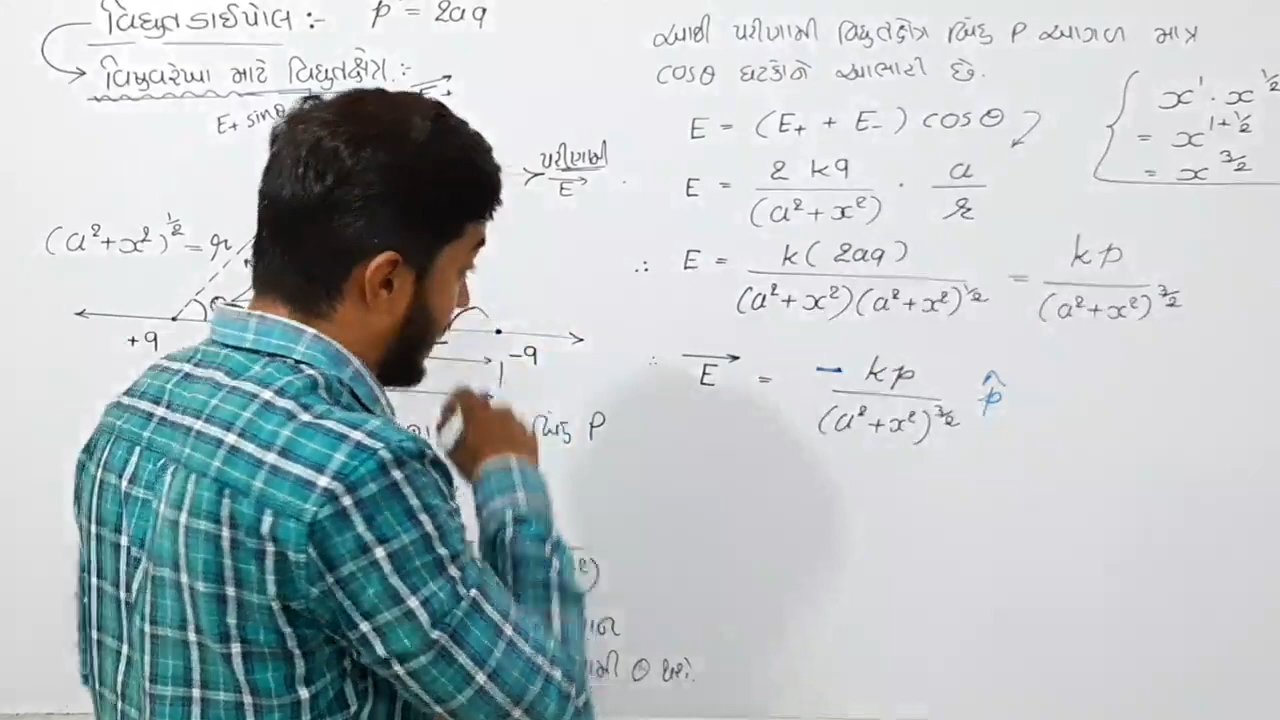 વિદ્યુત ડાઈપોલ :- p = 2aq
વિષુવરેખા માટે વિદ્યુતક્ષેત્ર :-
E₊ sinθ
પરીણામી
E⃗
(a² + x²)^½ = r
+q
-q
બિંદુ P
θ થશે.
આથી પરીણામી વિદ્યુતક્ષેત્ર બિંદુ P આગળ માત્ર
cosθ ઘટકોને આભારી છે.
E = (E₊ + E₋) cosθ
E = 2kq/(a² + x²) · a/r
∴ E = k(2aq)/(a² + x²)(a² + x²)^½ = kp/(a² + x²)^3/2
∴ E⃗ = - kp/(a² + x²)^3/2 p̂
x¹ · x^½
= x^1+½
= x^3/2